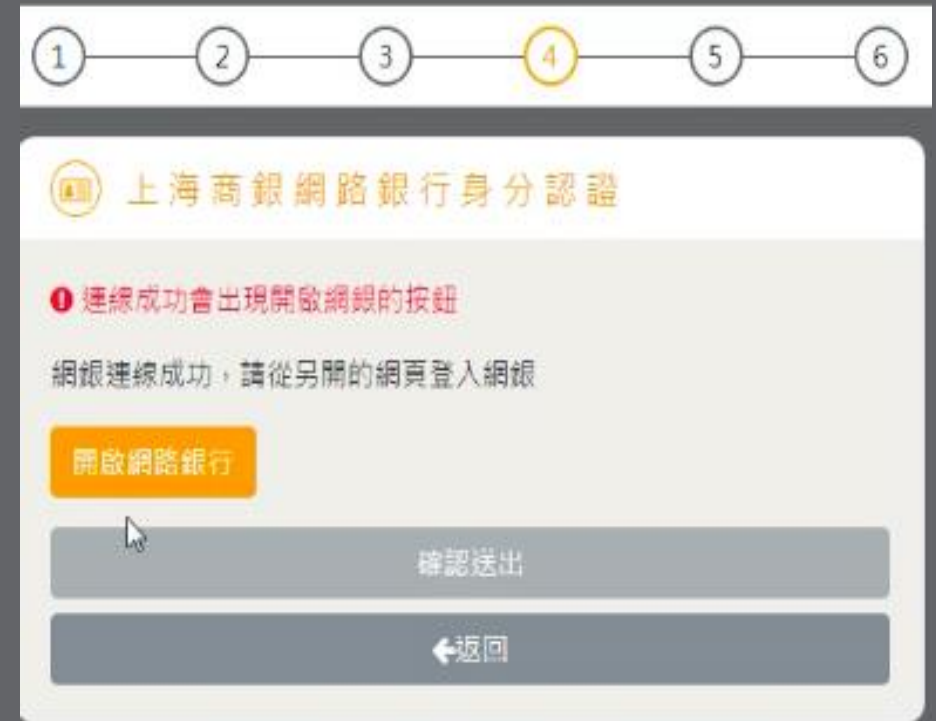 1 2 3 4 5 6
上海商銀網路銀行身分認證
連線成功會出現開啟網銀的按鈕
網銀連線成功，請從另開的網頁登入網銀
開啟網路銀行
確認送出
返回